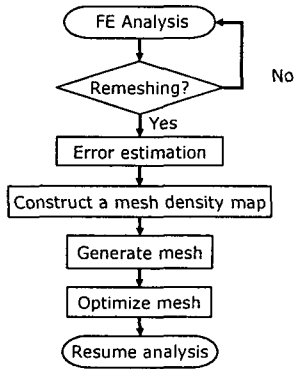 FE Analysis
Remeshing?
No
Yes
Error estimation
Construct a mesh density map
Generate mesh
Optimize mesh
Resume analysis